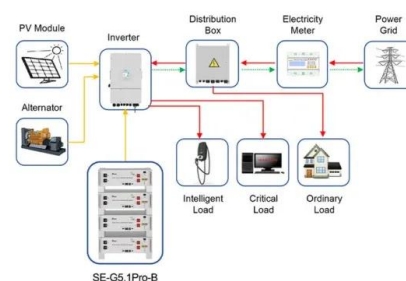 PV Module
Inverter
Distribution
Box
Electricity
Meter
Power
Grid
Alternator
Intelligent
Load
Critical
Load
Ordinary
Load
SE-G5.1Pro-B